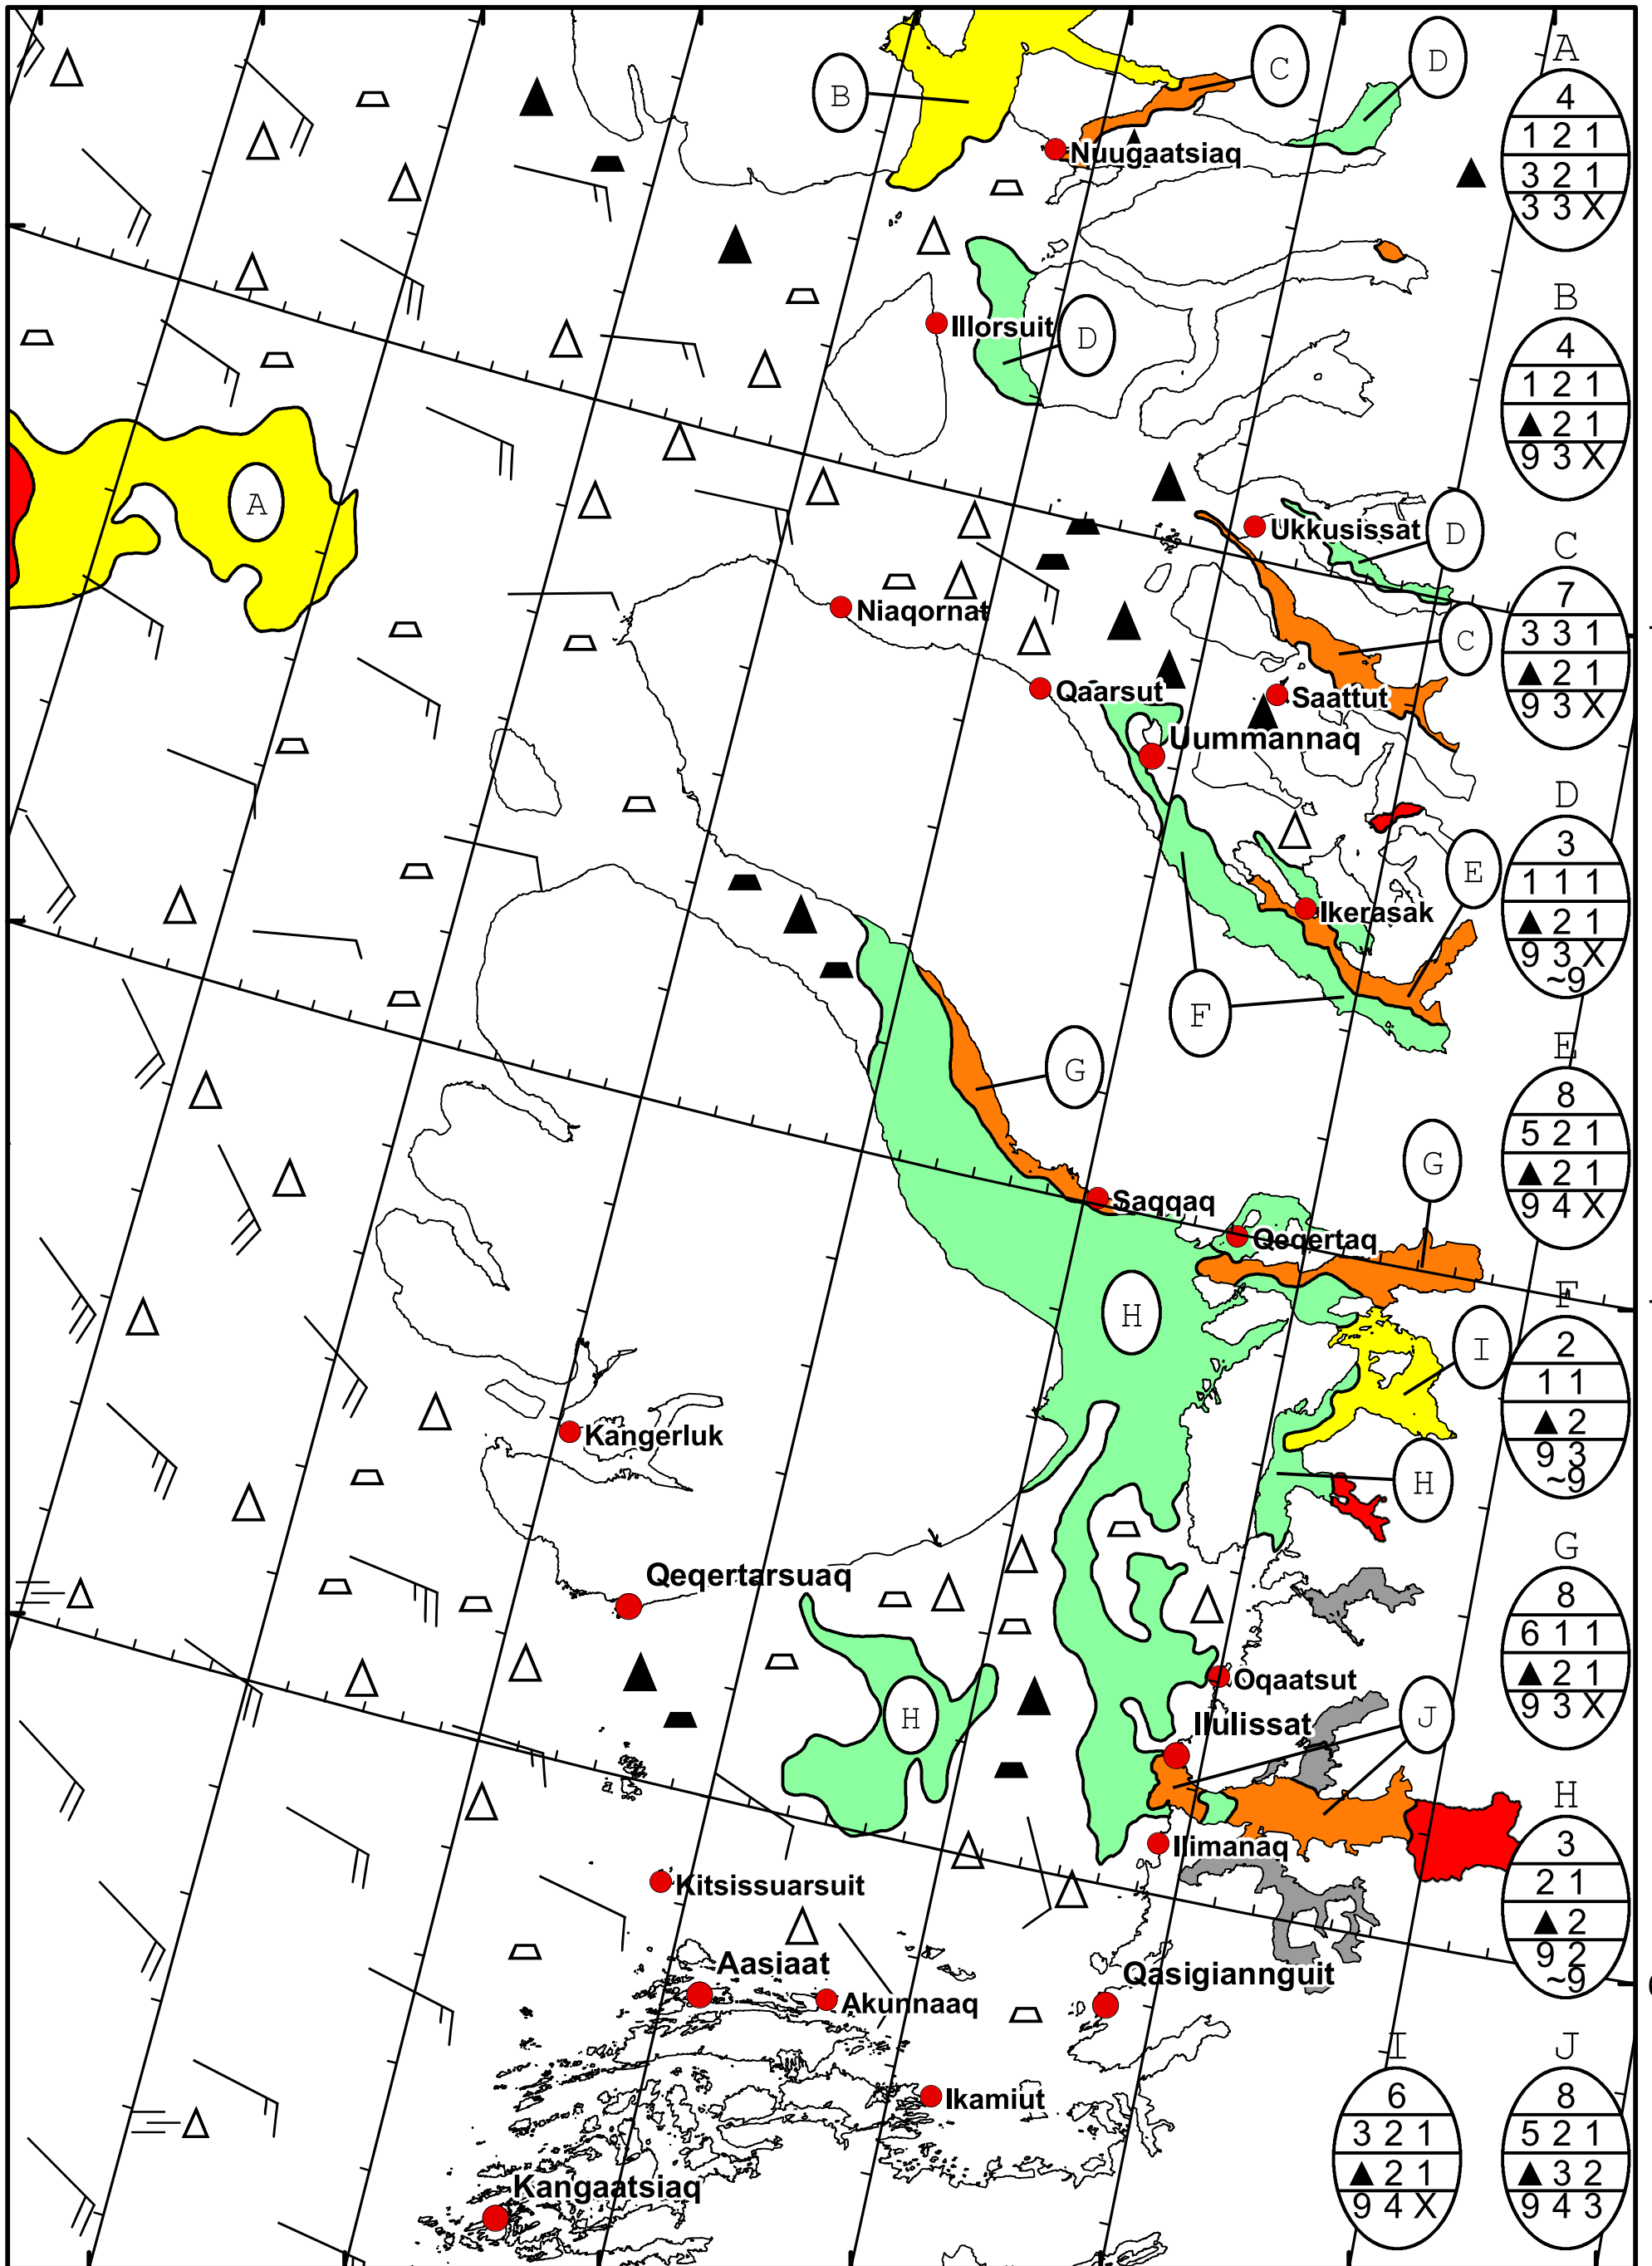 A
4
1 2 1
3 2 1
3 3 X
B
4
1 2 1
▲ 2 1
9 3 X
C
7
3 3 1
▲ 2 1
9 3 X
D
3
1 1 1
▲ 2 1
9 3 X
~9
E
8
5 2 1
▲ 2 1
9 4 X
F
2
1 1
▲ 2
9 3
~9
G
8
6 1 1
▲ 2 1
9 3 X
H
3
2 1
▲ 2
9 2
~9
I
6
3 2 1
▲ 2 1
9 4 X
J
8
5 2 1
▲ 3 2
9 4 3
B
C
D
Nuugaatsiaq
Illorsuit
D
A
Ukkusissat
D
Niaqornat
C
Qaarsut
Saattut
Uummannaq
E
Ikerasak
F
G
G
Saqqaq
Qeqertaq
H
I
Kangerluk
H
Qeqertarsuaq
Oqaatsut
H
Ilulissat
J
Ilimanaq
Kitsissuarsuit
Aasiaat
Akunnaaq
Qasigiannguit
Ikamiut
Kangaatsiaq